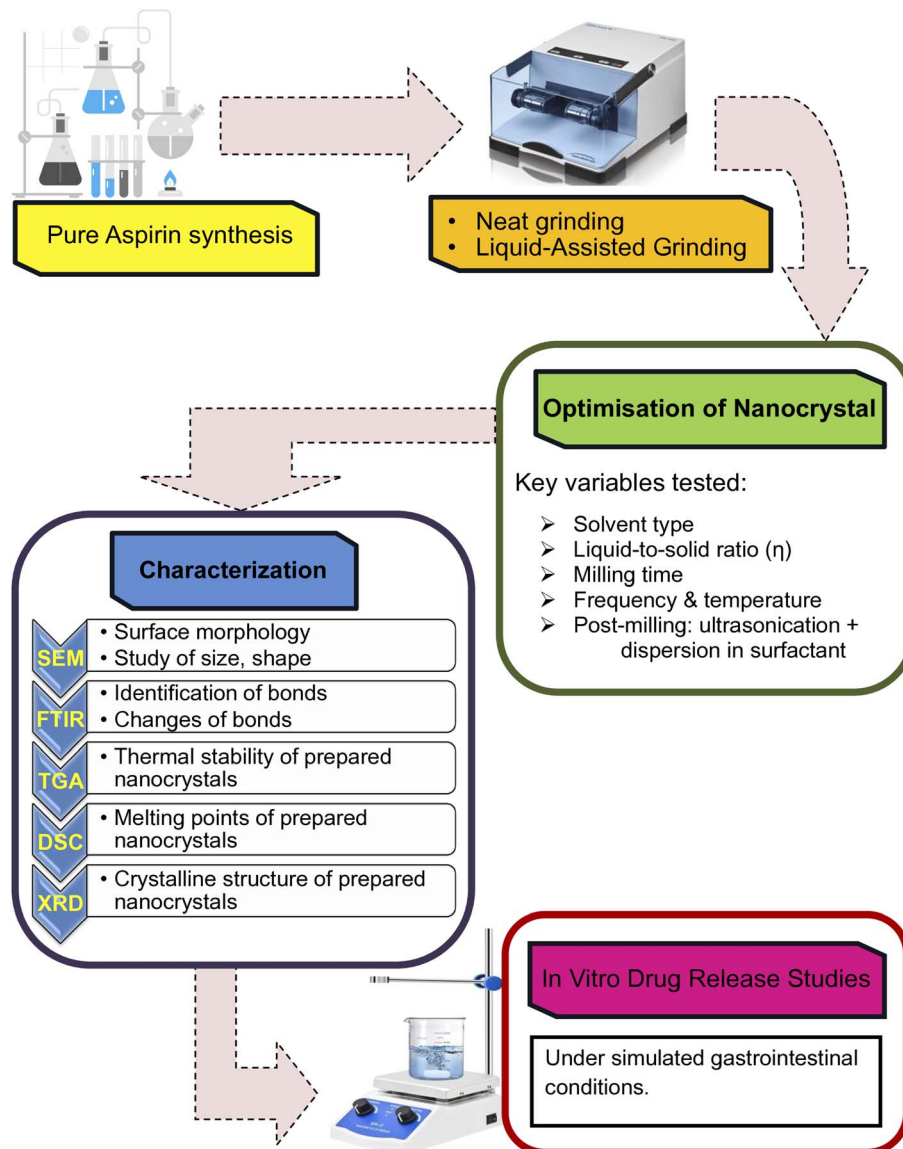 Pure Aspirin synthesis
• Neat grinding
• Liquid-Assisted Grinding
Optimisation of Nanocrystal
Key variables tested:
➢ Solvent type
➢ Liquid-to-solid ratio (η)
➢ Milling time
➢ Frequency & temperature
➢ Post-milling: ultrasonication +
dispersion in surfactant
Characterization
SEM
• Surface morphology
• Study of size, shape
FTIR
• Identification of bonds
• Changes of bonds
TGA
• Thermal stability of prepared
nanocrystals
DSC
• Melting points of prepared
nanocrystals
XRD
• Crystalline structure of prepared
nanocrystals
In Vitro Drug Release Studies
Under simulated gastrointestinal
conditions.